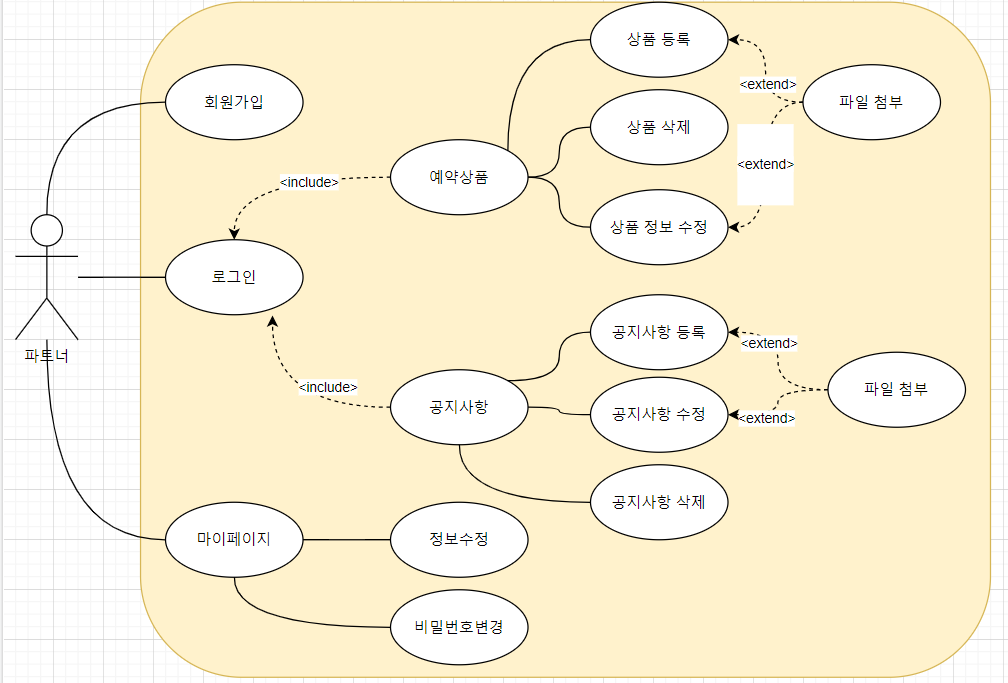 상품 등록
<extend>
파일 첨부
회원가입
상품 삭제
<extend>
예약상품
<include>
상품 정보 수정
로그인
파트너
공지사항 등록
<extend>
파일 첨부
<include>
공지사항
공지사항 수정
<extend>
공지사항 삭제
마이페이지
정보수정
비밀번호변경